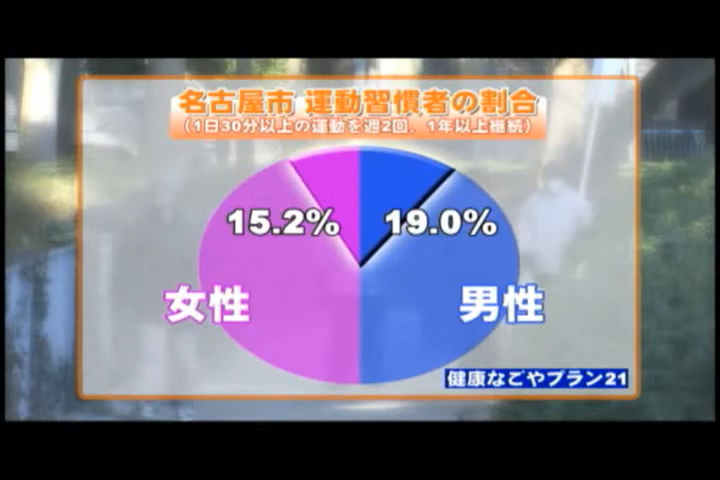 名古屋市 運動習慣者の割合
（1日30分以上の運動を週2回、1年以上継続）
15.2% 19.0%
女性 男性
健康なごやプラン21